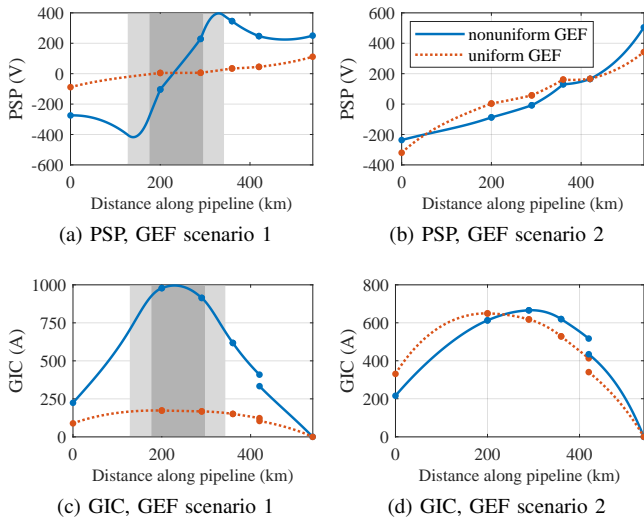 600
400
200
0
-200
-400
-600
PSP (V)
0
200
400
Distance along pipeline (km)
(a) PSP, GEF scenario 1
600
400
200
0
-200
-400
PSP (V)
nonuniform GEF
uniform GEF
0
200
400
Distance along pipeline (km)
(b) PSP, GEF scenario 2
1000
750
500
250
0
GIC (A)
0
200
400
Distance along pipeline (km)
(c) GIC, GEF scenario 1
800
600
400
200
0
GIC (A)
0
200
400
Distance along pipeline (km)
(d) GIC, GEF scenario 2